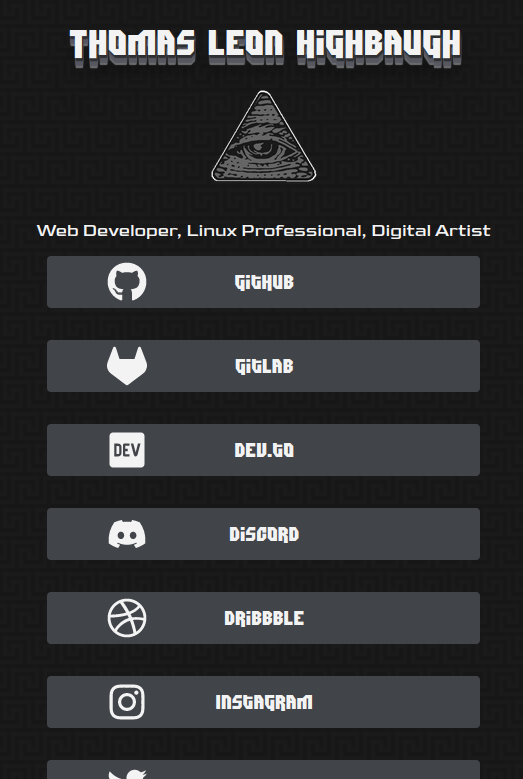 THOMAS LEON HiGHBAUGH
Web Developer, Linux Professional, Digital Artist
GitHUB
GitLAB
DEV
DEV.tO
DiSCORD
DRiBBBLE
INStAGRAM